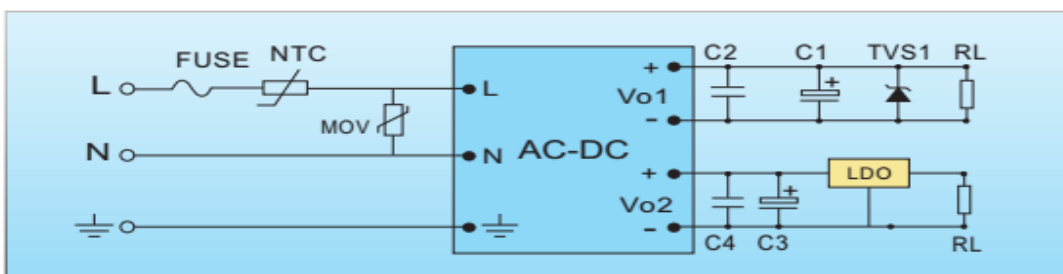 FUSE NTC C2 C1 TVS1 RL
L L + Vo1 -
MOV
N N AC-DC
+ LDO
Vo2
-
C4 C3 RL